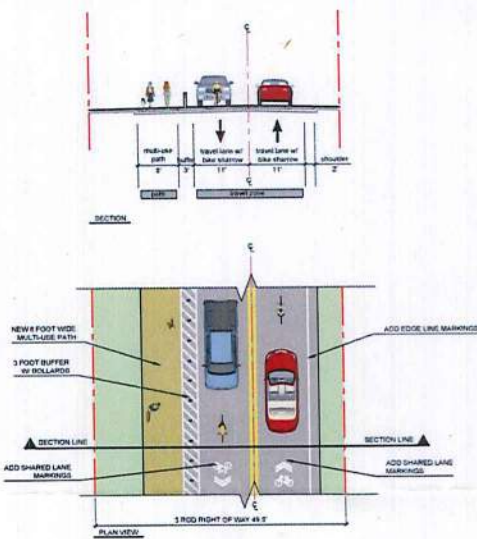 ℄
multi-use
path
8'
buffer
3'
travel lane w/
bike sharrow
11'
travel lane w/
bike sharrow
11'
shoulder
2'
℄
path
travel zone
SECTION
℄
NEW 8 FOOT WIDE
MULTI-USE PATH
3 FOOT BUFFER
W/ BOLLARDS
ADD EDGE LINE MARKINGS
SECTION LINE
SECTION LINE
ADD SHARED LANE
MARKINGS
ADD SHARED LANE
MARKINGS
3 ROD RIGHT OF WAY 49.5'
PLAN VIEW